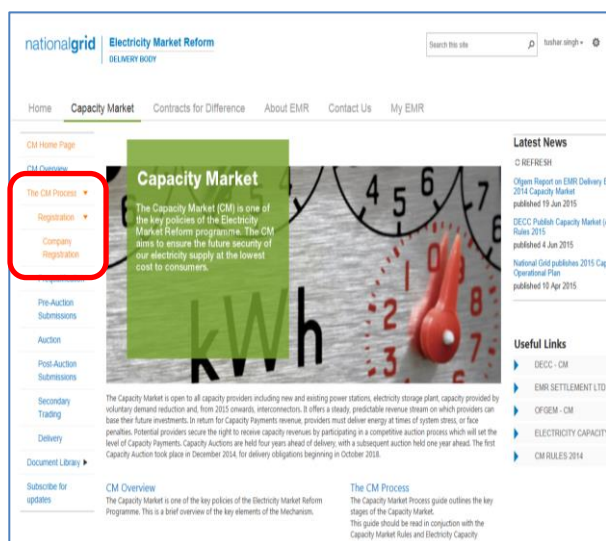 nationalgrid
Electricity Market Reform
DELIVERY BODY
Search this site
tushar.singh
Home Capacity Market Contracts for Difference About EMR Contact Us My EMR
CM Home Page
CM Overview
The CM Process
Registration
Company
Registration
Pre-Auction
Submissions
Auction
Post-Auction
Submissions
Secondary
Trading
Delivery
Document Library
Subscribe for
updates
Capacity Market
The Capacity Market (CM) is one of
the key policies of the Electricity
Market Reform programme. The CM
aims to ensure the future security of
our electricity supply at the lowest
cost to consumers.
kWh
The Capacity Market is open to all capacity providers including new and existing power stations, electricity storage plant, capacity provided by
voluntary demand reduction and, from 2015 onwards, interconnectors. It offers a steady, predictable revenue stream on which providers can
base their future investments. In return for Capacity Payments revenue, providers must deliver energy at times of system stress, or face
penalties. Potential providers secure the right to receive capacity revenues by participating in a competitive auction process which will set the
level of Capacity Payments. Capacity Auctions are held four years ahead of delivery, with a subsequent auction held one year ahead. The first
Capacity Auction took place in December 2014, for delivery obligations beginning in October 2018.
CM Overview
The Capacity Market is one of the key policies of the Electricity Market Reform
Programme. This is a brief overview of the key elements of the Mechanism.
The CM Process
The Capacity Market Process guide outlines the key
stages of the Capacity Market.
This guide should be read in conjuction with the
Capacity Market Rules and Electricity Capacity
Latest News
REFRESH
Ofgem Report on EMR Delivery
2014 Capacity Market
published 19 Jun 2015
DECC Publish Capacity Market
Rules 2015
published 4 Jun 2015
National Grid publishes 2015 Cap
Operational Plan
published 10 Apr 2015
Useful Links
DECC - CM
EMR SETTLEMENT LTD
OFGEM - CM
ELECTRICITY CAPACITY
CM RULES 2014